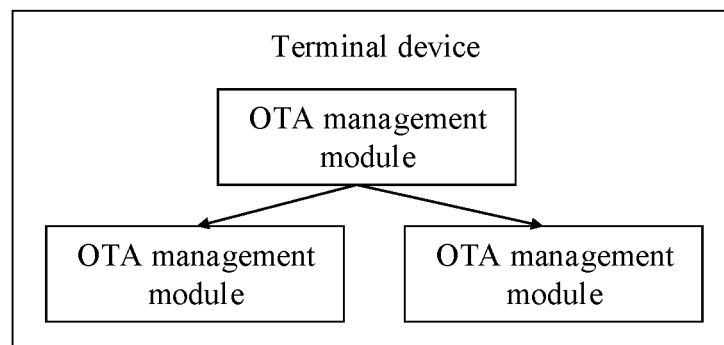 Terminal device
OTA management
module
OTA management
module
OTA management
module